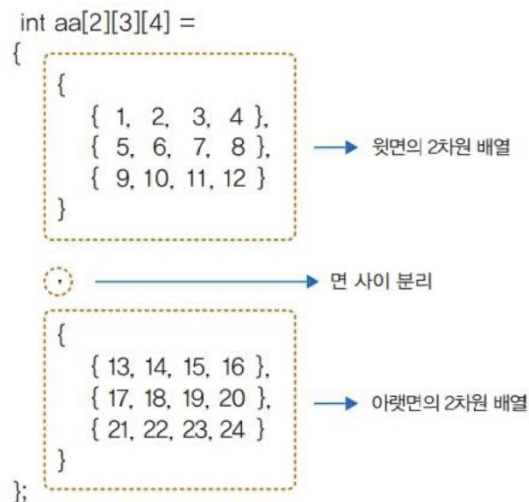 int aa[2][3][4] =
{
{
{ 1, 2, 3, 4 },
{ 5, 6, 7, 8 },
{ 9, 10, 11, 12 }
}
윗면의 2차원 배열
,
면 사이 분리
{
{ 13, 14, 15, 16 },
{ 17, 18, 19, 20 },
{ 21, 22, 23, 24 }
}
아랫면의 2차원 배열
};